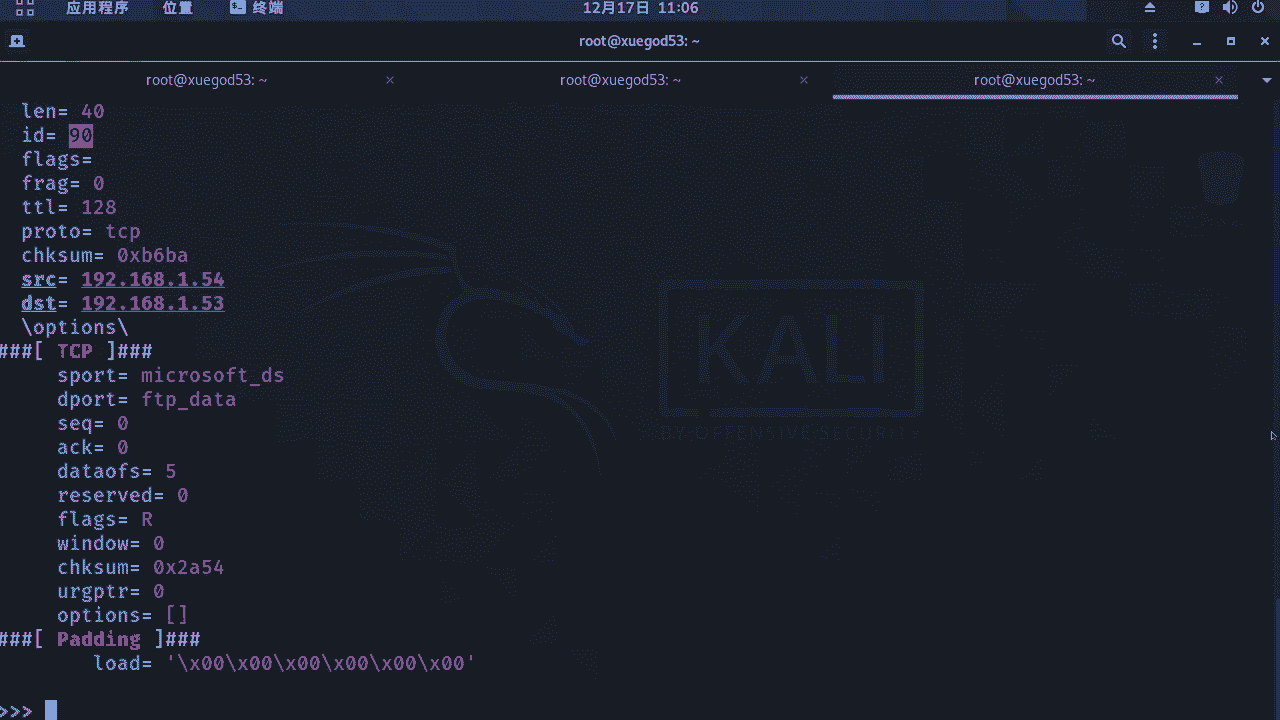 应用程序 位置 终端 12月17日 11:06
root@xuegod53: ~
root@xuegod53: ~ root@xuegod53: ~ root@xuegod53: ~
len= 40
id= 90
flags=
frag= 0
ttl= 128
proto= tcp
chksum= 0xb6ba
src= 192.168.1.54
dst= 192.168.1.53
\options\
###[ TCP ]###
sport= microsoft_ds
dport= ftp_data
seq= 0
ack= 0
dataofs= 5
reserved= 0
flags= R
window= 0
chksum= 0x2a54
urgptr= 0
options= []
###[ Padding ]###
load= '\x00\x00\x00\x00\x00\x00'
>>>
KALI
BY OFFENSIVE SECURITY